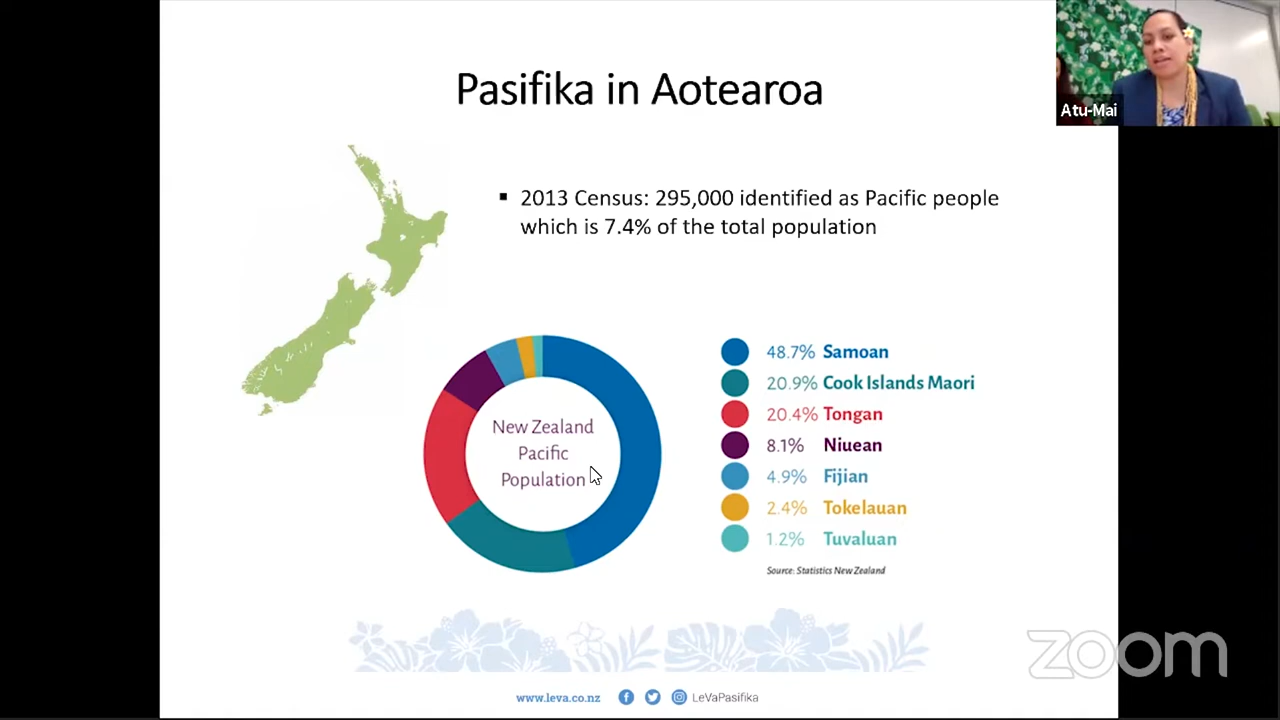 Pasifika in Aotearoa
Atu-Mai
▪ 2013 Census: 295,000 identified as Pacific people
which is 7.4% of the total population
New Zealand
Pacific
Population
48.7% Samoan
20.9% Cook Islands Maori
20.4% Tongan
8.1% Niuean
4.9% Fijian
2.4% Tokelauan
1.2% Tuvaluan
Source: Statistics New Zealand
zoom
www.leva.co.nz LeVaPasifika